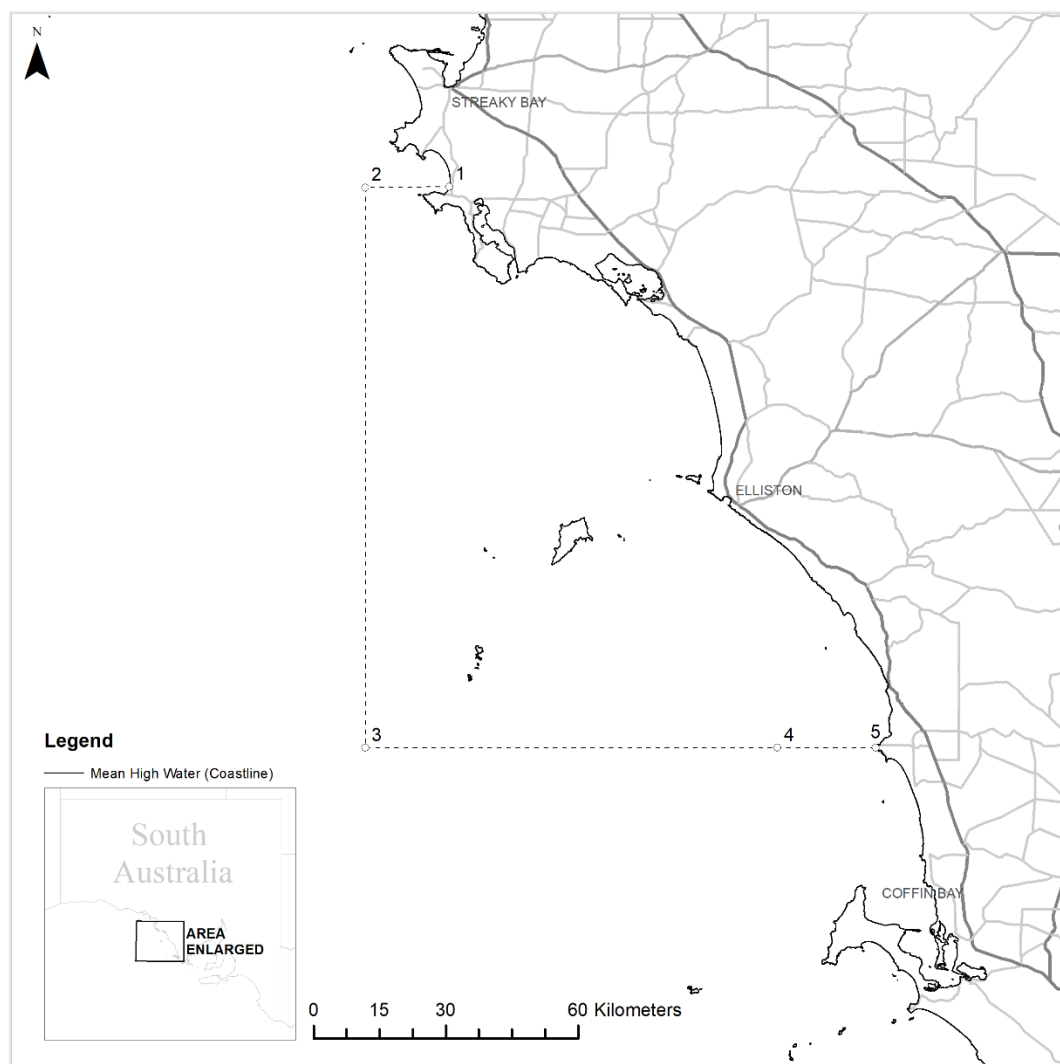 N
STREAKY BAY
2
1
ELLISTON
3
4
5
Legend
Mean High Water (Coastline)
South
Australia
AREA
ENLARGED
COFFIN BAY
0 15 30 60 Kilometers